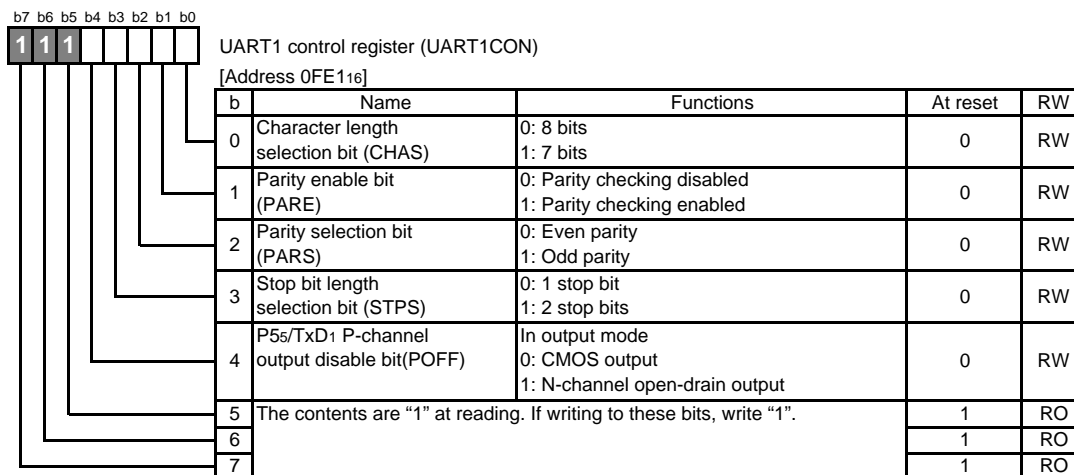 b7 b6 b5 b4 b3 b2 b1 b0
1 1 1
UART1 control register (UART1CON)
[Address 0FE116]
b Name Functions At reset RW
0 Character length selection bit (CHAS) 0: 8 bits 1: 7 bits 0 RW
1 Parity enable bit (PARE) 0: Parity checking disabled 1: Parity checking enabled 0 RW
2 Parity selection bit (PARS) 0: Even parity 1: Odd parity 0 RW
3 Stop bit length selection bit (STPS) 0: 1 stop bit 1: 2 stop bits 0 RW
4 P55/TxD1 P-channel output disable bit(POFF) In output mode 0: CMOS output 1: N-channel open-drain output 0 RW
5 The contents are “1” at reading. If writing to these bits, write “1”. 1 RO
6 1 RO
7 1 RO